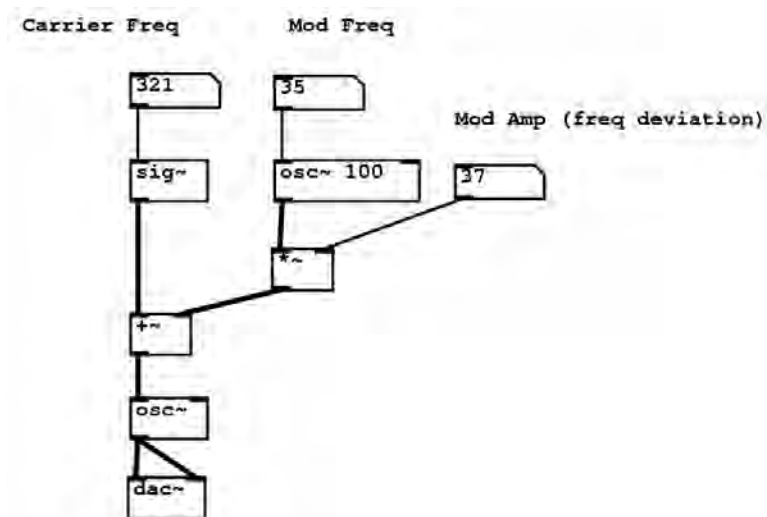 Carrier Freq Mod Freq
321 35
Mod Amp (freq deviation)
sig~ osc~ 100 37
*~
+~
osc~
dac~